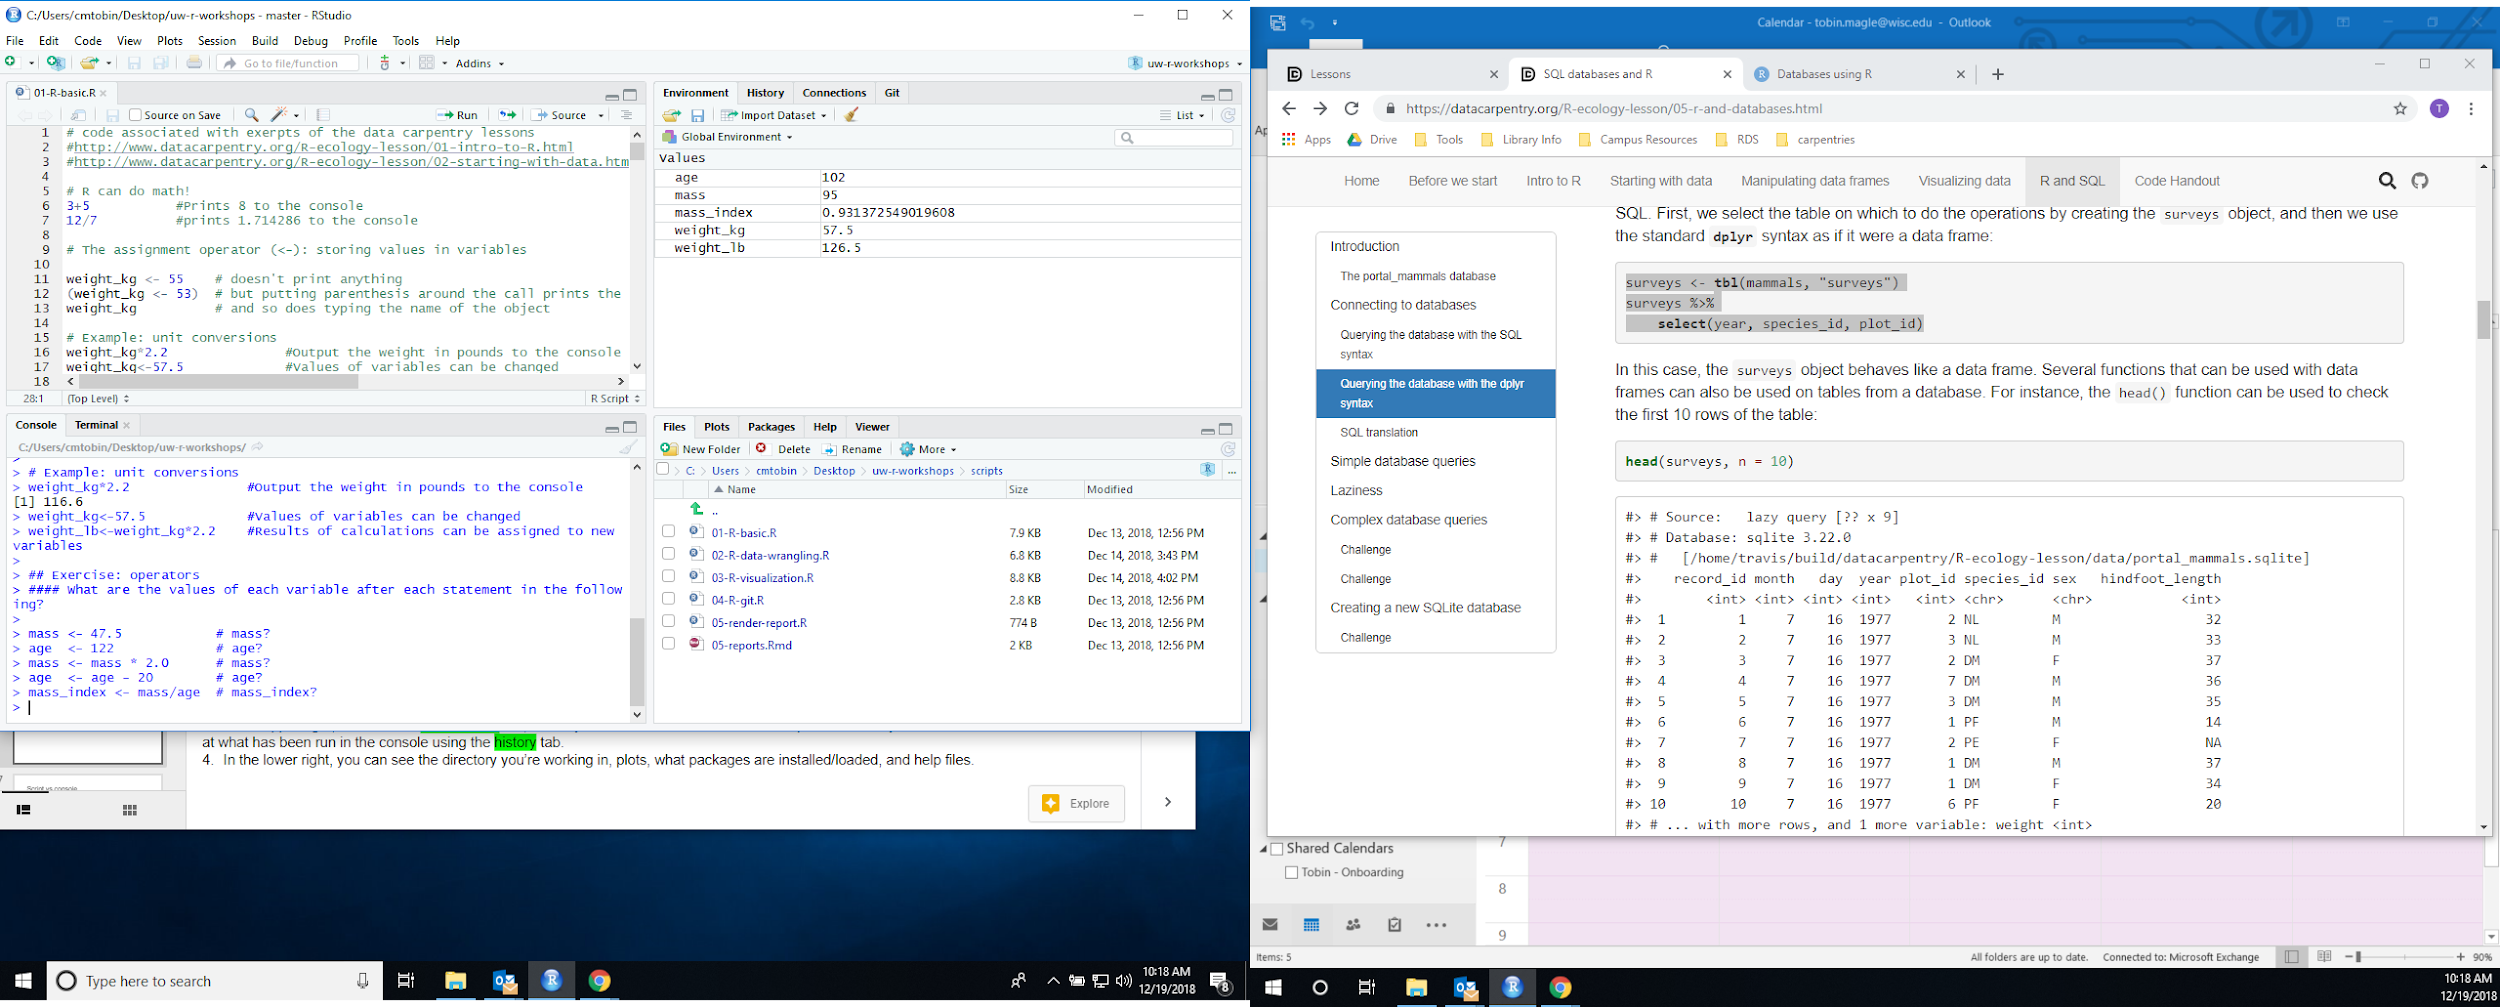 C:/Users/cmtobin/Desktop/uw-r-workshops - master - RStudio
File Edit Code View Plots Session Build Debug Profile Tools Help
Go to file/function Addins uw-r-workshops
01-R-basic.R
Source on Save Run Source
1 # code associated with exerpts of the data carpentry lessons
2 #http://www.datacarpentry.org/R-ecology-lesson/01-intro-to-R.html
3 #http://www.datacarpentry.org/R-ecology-lesson/02-starting-with-data.htm
4
5 # R can do math!
6 3+5 #Prints 8 to the console
7 12/7 #prints 1.714286 to the console
8
9 # The assignment operator (<-): storing values in variables
10
11 weight_kg <- 55 # doesn't print anything
12 (weight_kg <- 53) # but putting parenthesis around the call prints the
13 weight_kg # and so does typing the name of the object
14
15 # Example: unit conversions
16 weight_kg*2.2 #Output the weight in pounds to the console
17 weight_kg<-57.5 #Values of variables can be changed
18
28:1 (Top Level) R Script
Console Terminal
C:/Users/cmtobin/Desktop/uw-r-workshops/
>
> # Example: unit conversions
> weight_kg*2.2 #Output the weight in pounds to the console
[1] 116.6
> weight_kg<-57.5 #Values of variables can be changed
> weight_lb<-weight_kg*2.2 #Results of calculations can be assigned to new
variables
>
> ## Exercise: operators
> #### What are the values of each variable after each statement in the follow
ing?
>
> mass <- 47.5 # mass?
> age <- 122 # age?
> mass <- mass * 2.0 # mass?
> age <- age - 20 # age?
> mass_index <- mass/age # mass_index?
>
Environment History Connections Git
Import Dataset List
Global Environment
Values
age 102
mass 95
mass_index 0.931372549019608
weight_kg 57.5
weight_lb 126.5
Files Plots Packages Help Viewer
New Folder Delete Rename More
C: > Users > cmtobin > Desktop > uw-r-workshops > scripts
Name Size Modified
..
01-R-basic.R 7.9 KB Dec 13, 2018, 12:56 PM
02-R-data-wrangling.R 6.8 KB Dec 14, 2018, 3:43 PM
03-R-visualization.R 8.8 KB Dec 14, 2018, 4:02 PM
04-R-git.R 2.8 KB Dec 13, 2018, 12:56 PM
05-render-report.R 774 B Dec 13, 2018, 12:56 PM
05-reports.Rmd 2 KB Dec 13, 2018, 12:56 PM
at what has been run in the console using the history tab.
4. In the lower right, you can see the directory you're working in, plots, what packages are installed/loaded, and help files.
Script vs console
Explore
Type here to search
10:18 AM
12/19/2018
8
Calendar - tobin.magle@wisc.edu - Outlook
Lessons SQL databases and R Databases using R
https://datacarpentry.org/R-ecology-lesson/05-r-and-databases.html T
Apps Drive Tools Library Info Campus Resources RDS carpentries
Home Before we start Intro to R Starting with data Manipulating data frames Visualizing data R and SQL Code Handout
Introduction
The portal_mammals database
Connecting to databases
Querying the database with the SQL
syntax
Querying the database with the dplyr
syntax
SQL translation
Simple database queries
Laziness
Complex database queries
Challenge
Challenge
Creating a new SQLite database
Challenge
SQL. First, we select the table on which to do the operations by creating the surveys object, and then we use
the standard dplyr syntax as if it were a data frame:
surveys <- tbl(mammals, "surveys")
surveys %>%
select(year, species_id, plot_id)
In this case, the surveys object behaves like a data frame. Several functions that can be used with data
frames can also be used on tables from a database. For instance, the head() function can be used to check
the first 10 rows of the table:
head(surveys, n = 10)
#> # Source: lazy query [?? x 9]
#> # Database: sqlite 3.22.0
#> # [/home/travis/build/datacarpentry/R-ecology-lesson/data/portal_mammals.sqlite]
#> record_id month day year plot_id species_id sex hindfoot_length
#> <int> <int> <int> <int> <int> <chr> <chr> <int>
#> 1 1 7 16 1977 2 NL M 32
#> 2 2 7 16 1977 3 NL M 33
#> 3 3 7 16 1977 2 DM F 37
#> 4 4 7 16 1977 7 DM M 36
#> 5 5 7 16 1977 3 DM M 35
#> 6 6 7 16 1977 1 PF M 14
#> 7 7 7 16 1977 2 PE F NA
#> 8 8 7 16 1977 1 DM M 37
#> 9 9 7 16 1977 1 DM F 34
#> 10 10 7 16 1977 6 PF F 20
#> # ... with more rows, and 1 more variable: weight <int>
Shared Calendars
Tobin - Onboarding
7
8
9
Items: 5 All folders are up to date. Connected to: Microsoft Exchange 90%
10:18 AM
12/19/2018